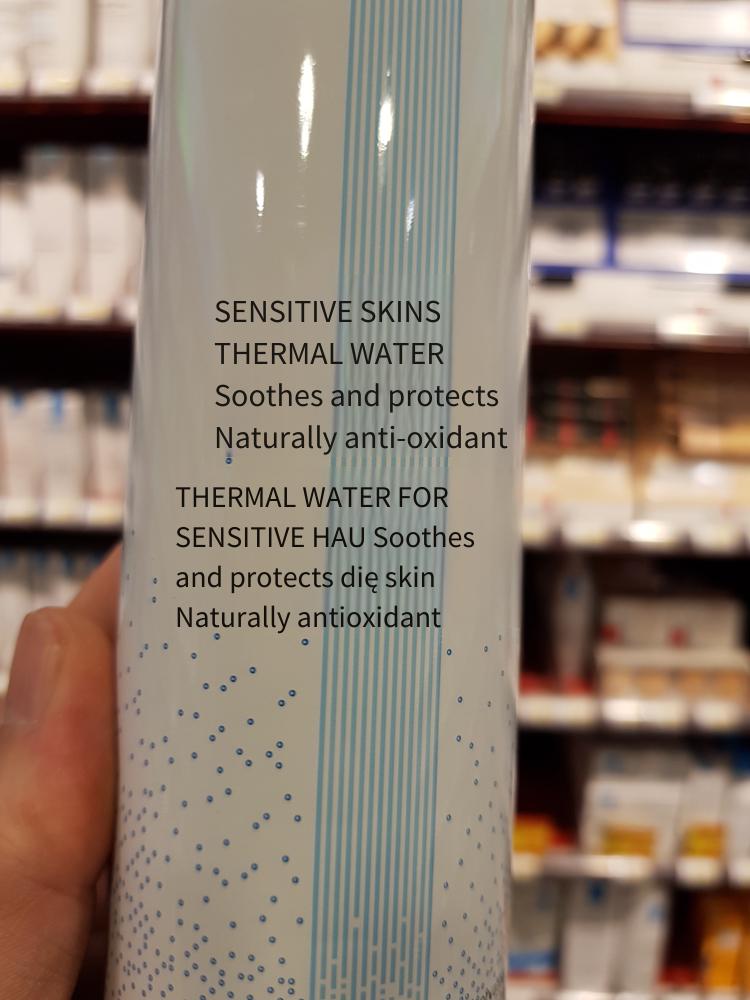 SENSITIVE SKINS
THERMAL WATER
Soothes and protects
Naturally anti-oxidant
THERMAL WATER FOR
SENSITIVE HAU Soothes
and protects dię skin
Naturally antioxidant